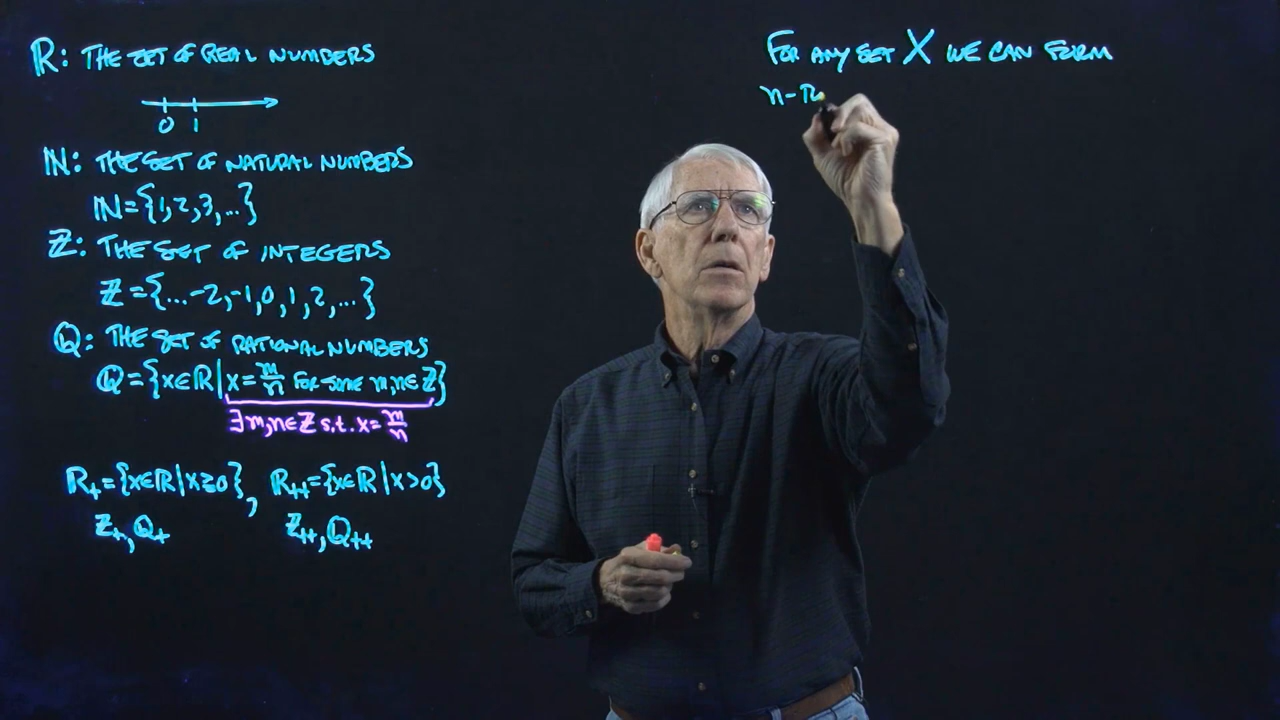 ℝ: THE SET OF REAL NUMBERS
0 1
ℕ: THE SET OF NATURAL NUMBERS
ℕ={1,2,3,...}
ℤ: THE SET OF INTEGERS
ℤ={...-2,-1,0,1,2,...}
ℚ: THE SET OF RATIONAL NUMBERS
ℚ={x∈ℝ|x=m/n FOR SOME m,n∈ℤ}
∃m,n∈ℤ s.t. x=m/n
ℝ₊={x∈ℝ|x≥0}, ℝ₊₊={x∈ℝ|x>0}
ℤ₊,ℚ₊ ℤ₊₊,ℚ₊₊
FOR ANY SET X WE CAN FORM